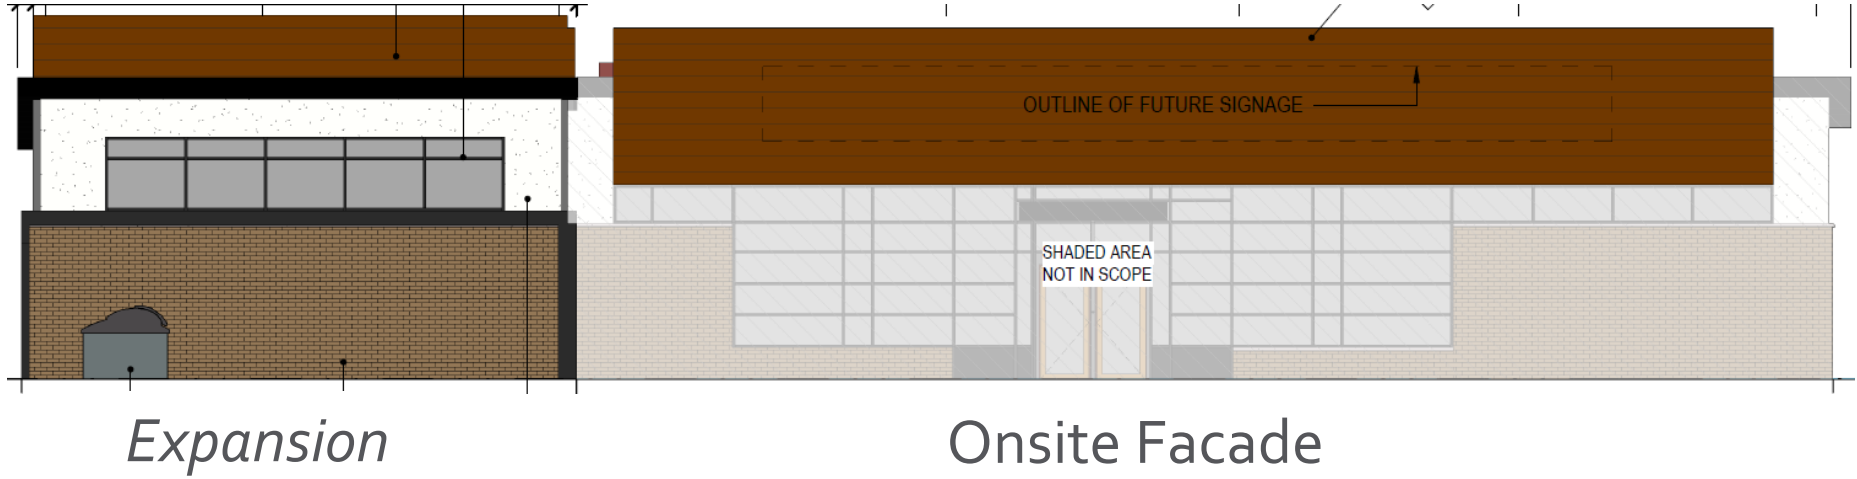 OUTLINE OF FUTURE SIGNAGE
SHADED AREA
NOT IN SCOPE
Expansion
Onsite Facade